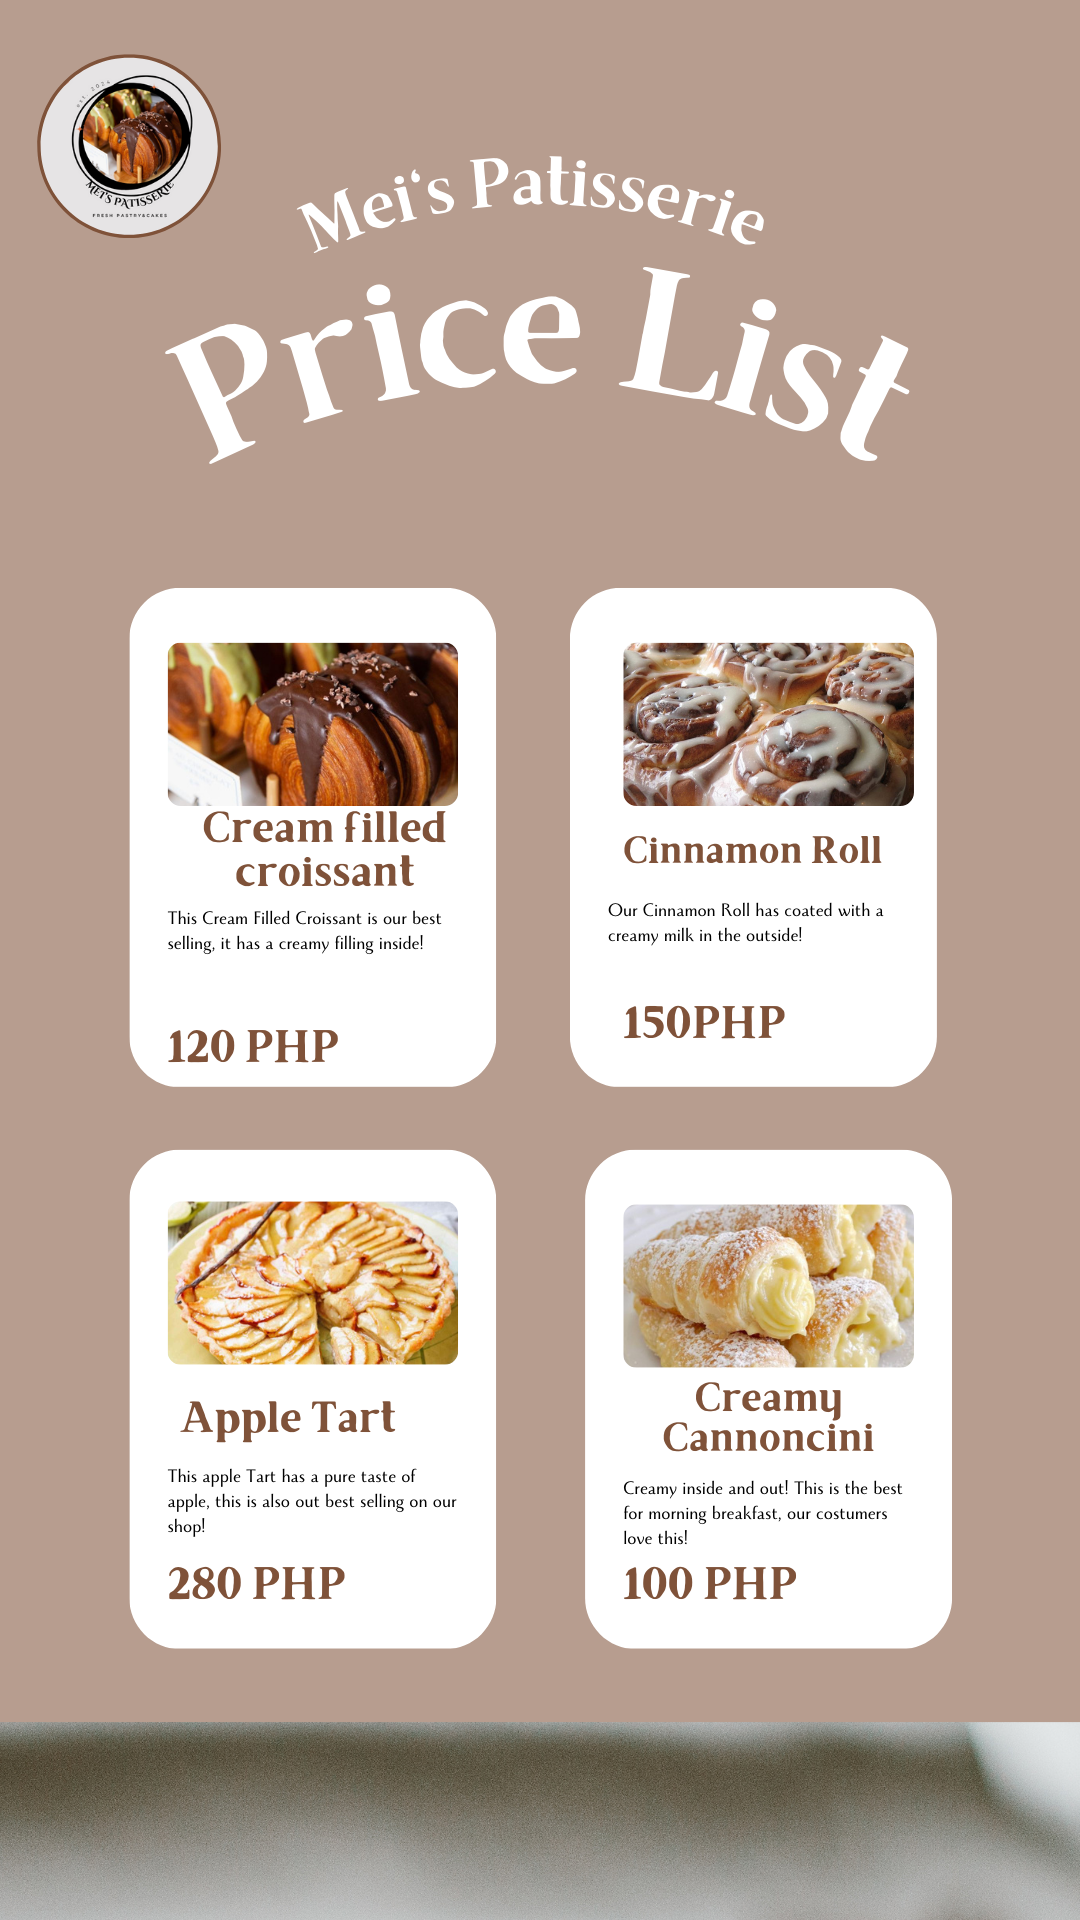 EST. 2024
MEI'S PATISSERIE
FRESH PASTRY&CAKES
Mei‘s Patisserie
Price List
Cream filled
croissant
This Cream Filled Croissant is our best
selling, it has a creamy filling inside!
120 PHP
Cinnamon Roll
Our Cinnamon Roll has coated with a
creamy milk in the outside!
150PHP
Apple Tart
This apple Tart has a pure taste of
apple, this is also out best selling on our
shop!
280 PHP
Creamy
Cannoncini
Creamy inside and out! This is the best
for morning breakfast, our costumers
love this!
100 PHP